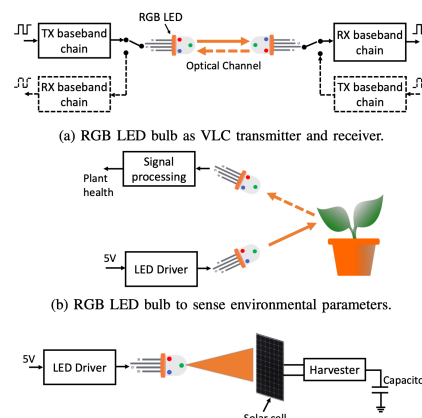 RGB LED
TX baseband
chain
RX baseband
chain
Optical Channel
RX baseband
chain
TX baseband
chain
(a) RGB LED bulb as VLC transmitter and receiver.
Signal
processing
Plant
health
5V
LED Driver
(b) RGB LED bulb to sense environmental parameters.
5V
LED Driver
Harvester
Capacito
Solar cell